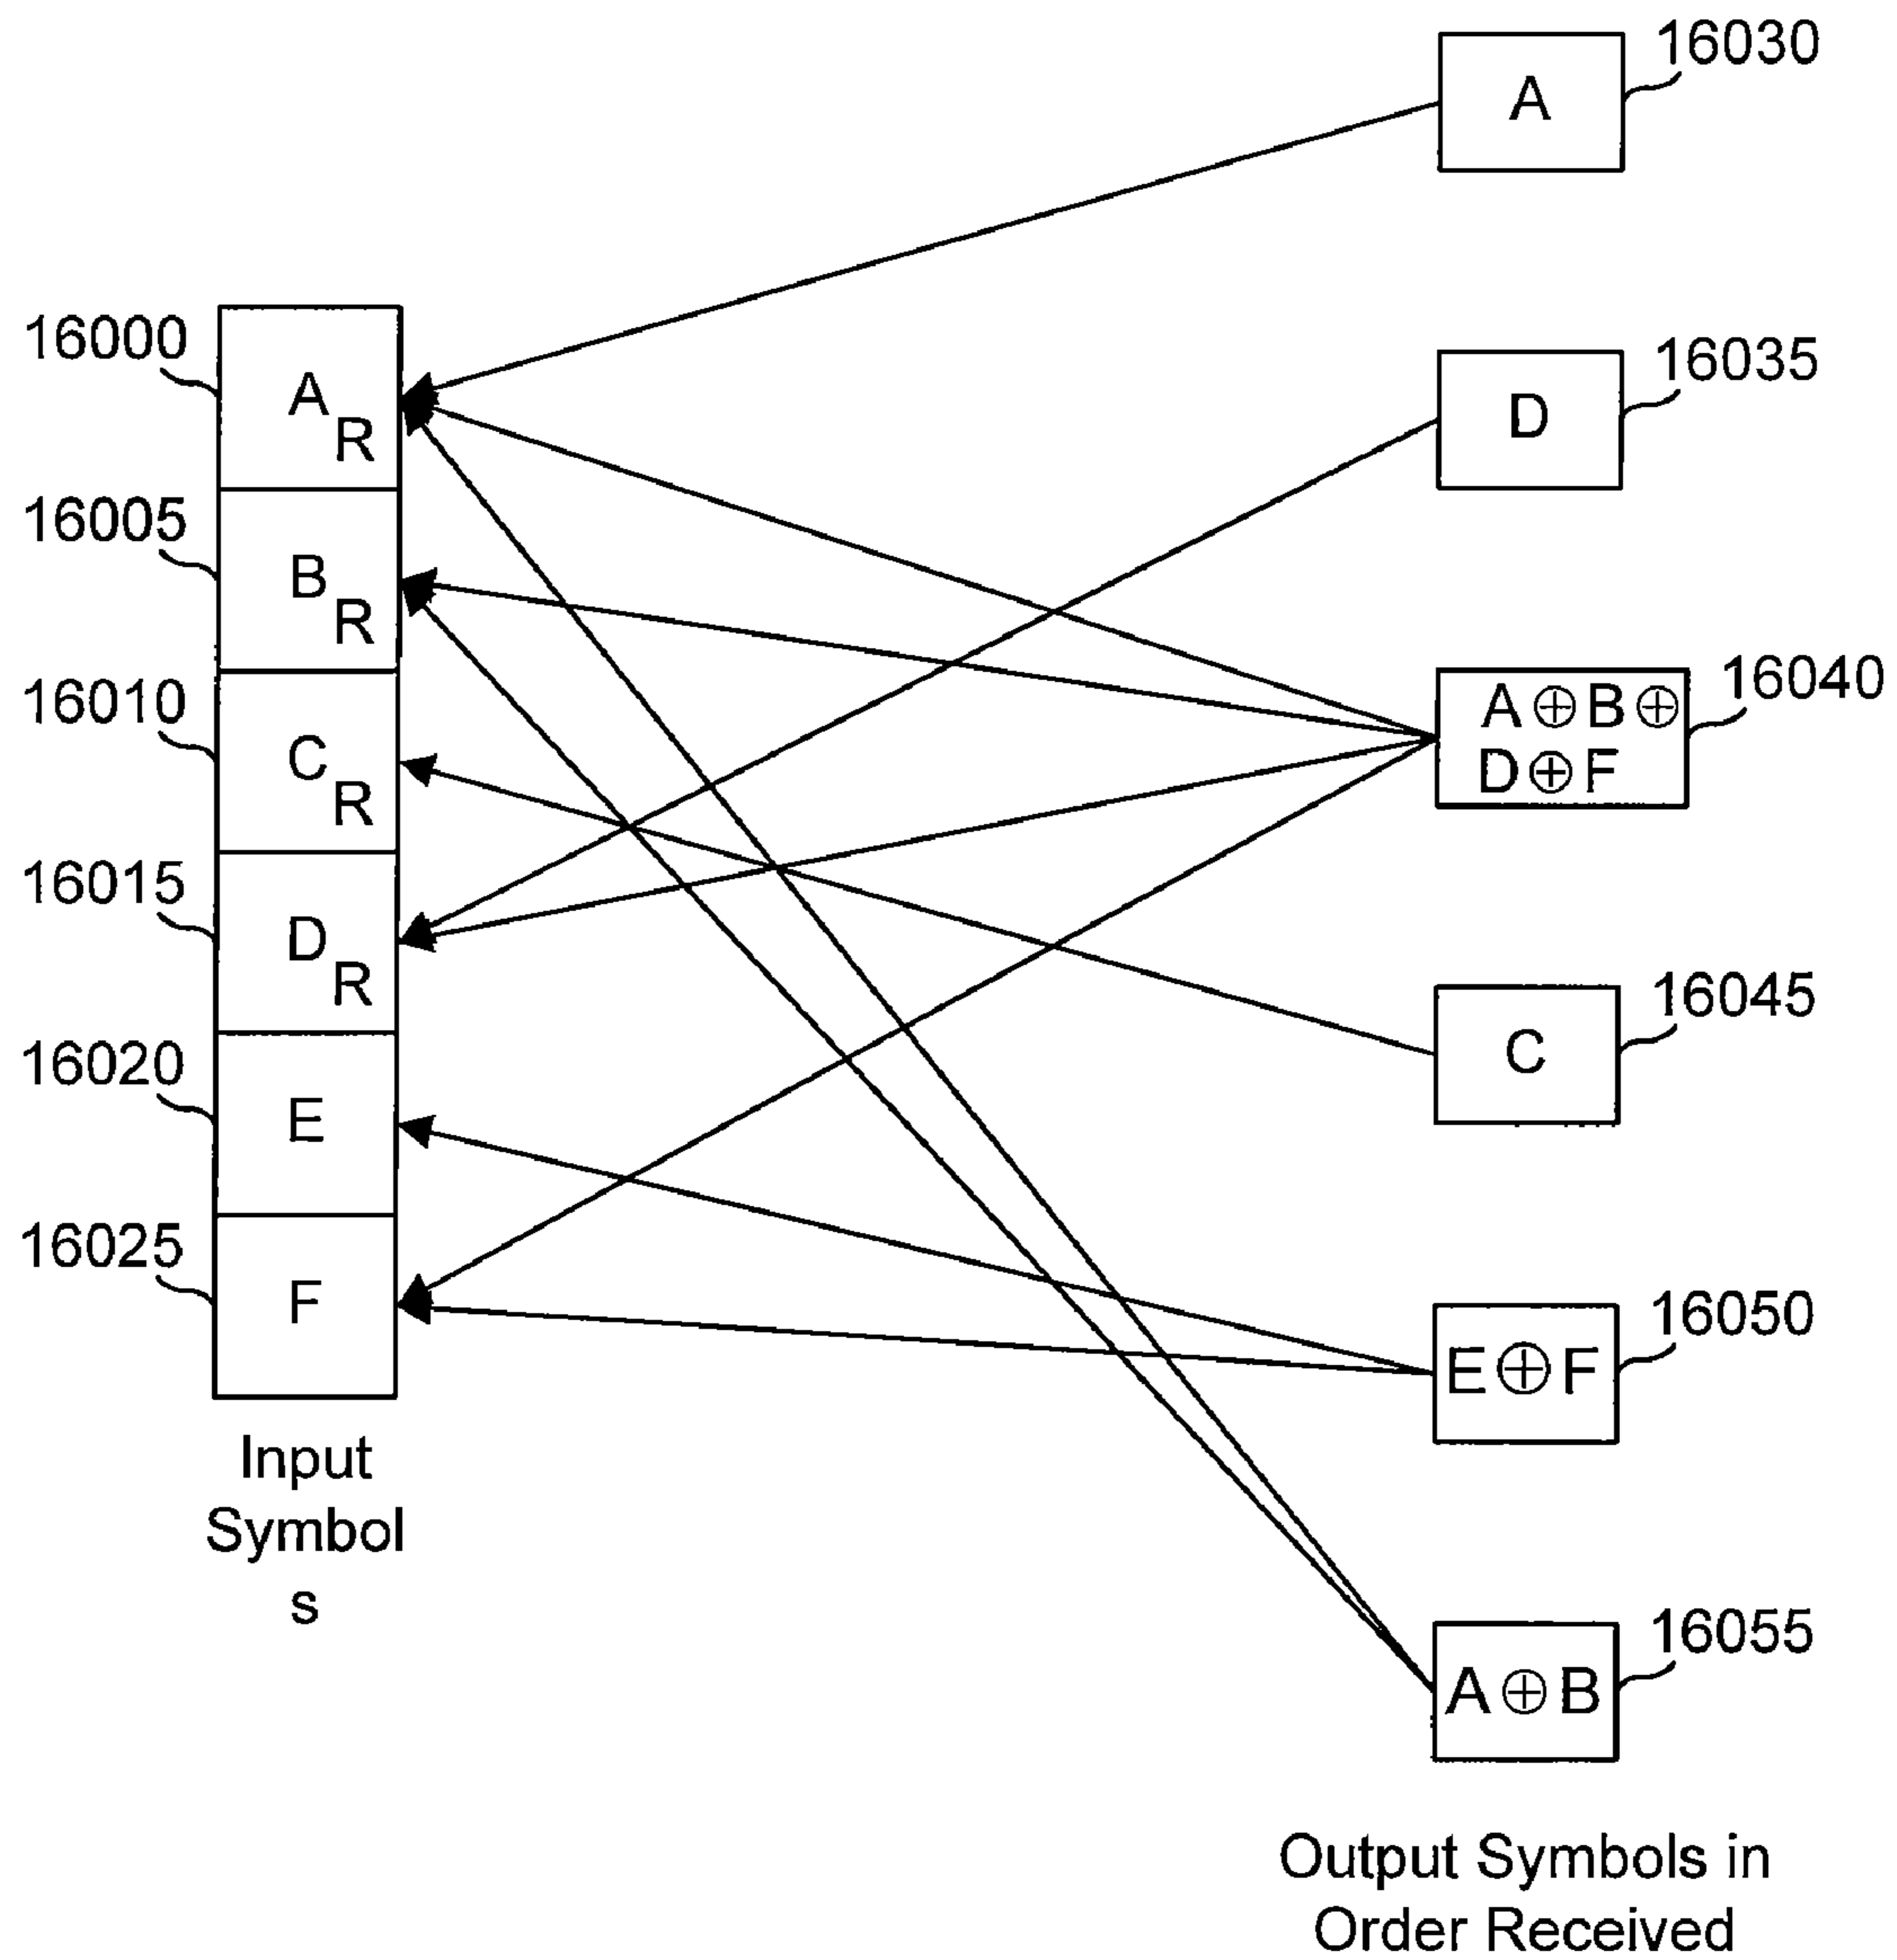 16000
A
R
16005
B
R
16010
C
R
16015
D
R
16020
E
16025
F
Input
Symbol
s
16030
A
16035
D
16040
A ⊕ B ⊕
D ⊕ F
16045
C
16050
E ⊕ F
16055
A ⊕ B
Output Symbols in
Order Received